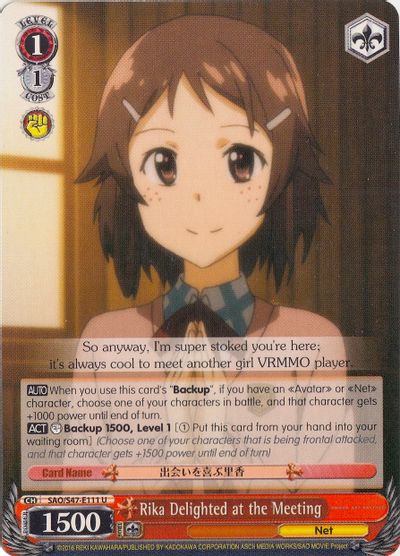 LEVEL
1
1
COST
So anyway, I'm super stoked you're here;
it's always cool to meet another girl VRMMO player.
AUTO When you use this card's "Backup", if you have an «Avatar» or «Net»
character, choose one of your characters in battle, and that character gets
+1000 power until end of turn.
ACT Backup 1500, Level 1 [① Put this card from your hand into your
waiting room] (Choose one of your characters that is being frontal attacked,
and that character gets +1500 power until end of turn)
Card Name 出会いを喜ぶ里香
CH SAO/S47-E111 U
1500
Rika Delighted at the Meeting
Net
©2016 REKI KAWAHARA/PUBLISHED BY KADOKAWA CORPORATION ASCII MEDIA WORKS/SAO MOVIE Project